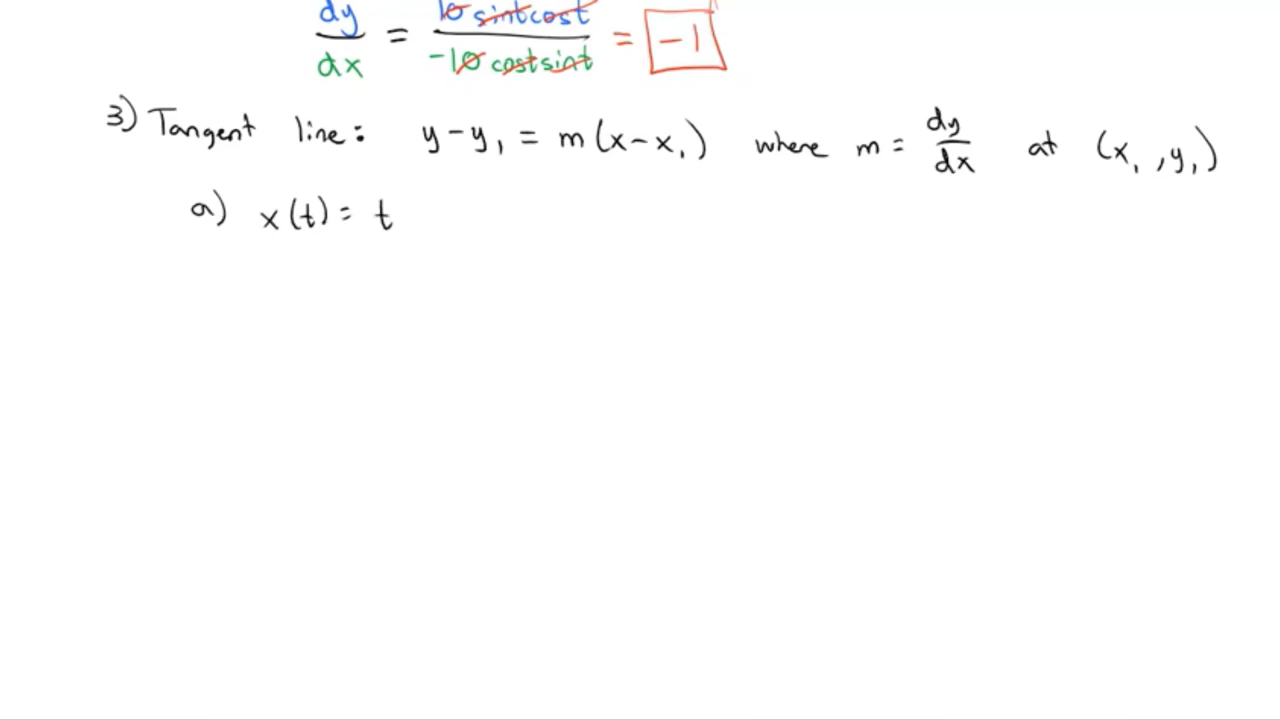 dy/dx = 10 sint cost / -10 cost sint = -1
3) Tangent line: y-y₁ = m(x-x₁) where m = dy/dx at (x₁, y₁)
a) x(t) = t